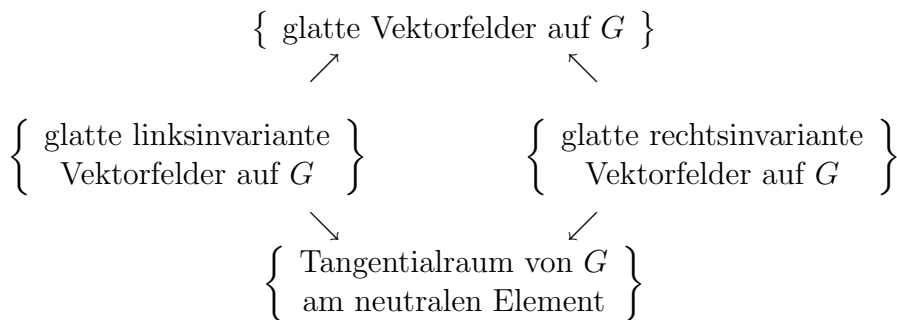 { glatte Vektorfelder auf G }
↗ ↖
{ glatte linksinvariante
Vektorfelder auf G }
{ glatte rechtsinvariante
Vektorfelder auf G }
↘ ↙
{ Tangentialraum von G
am neutralen Element }